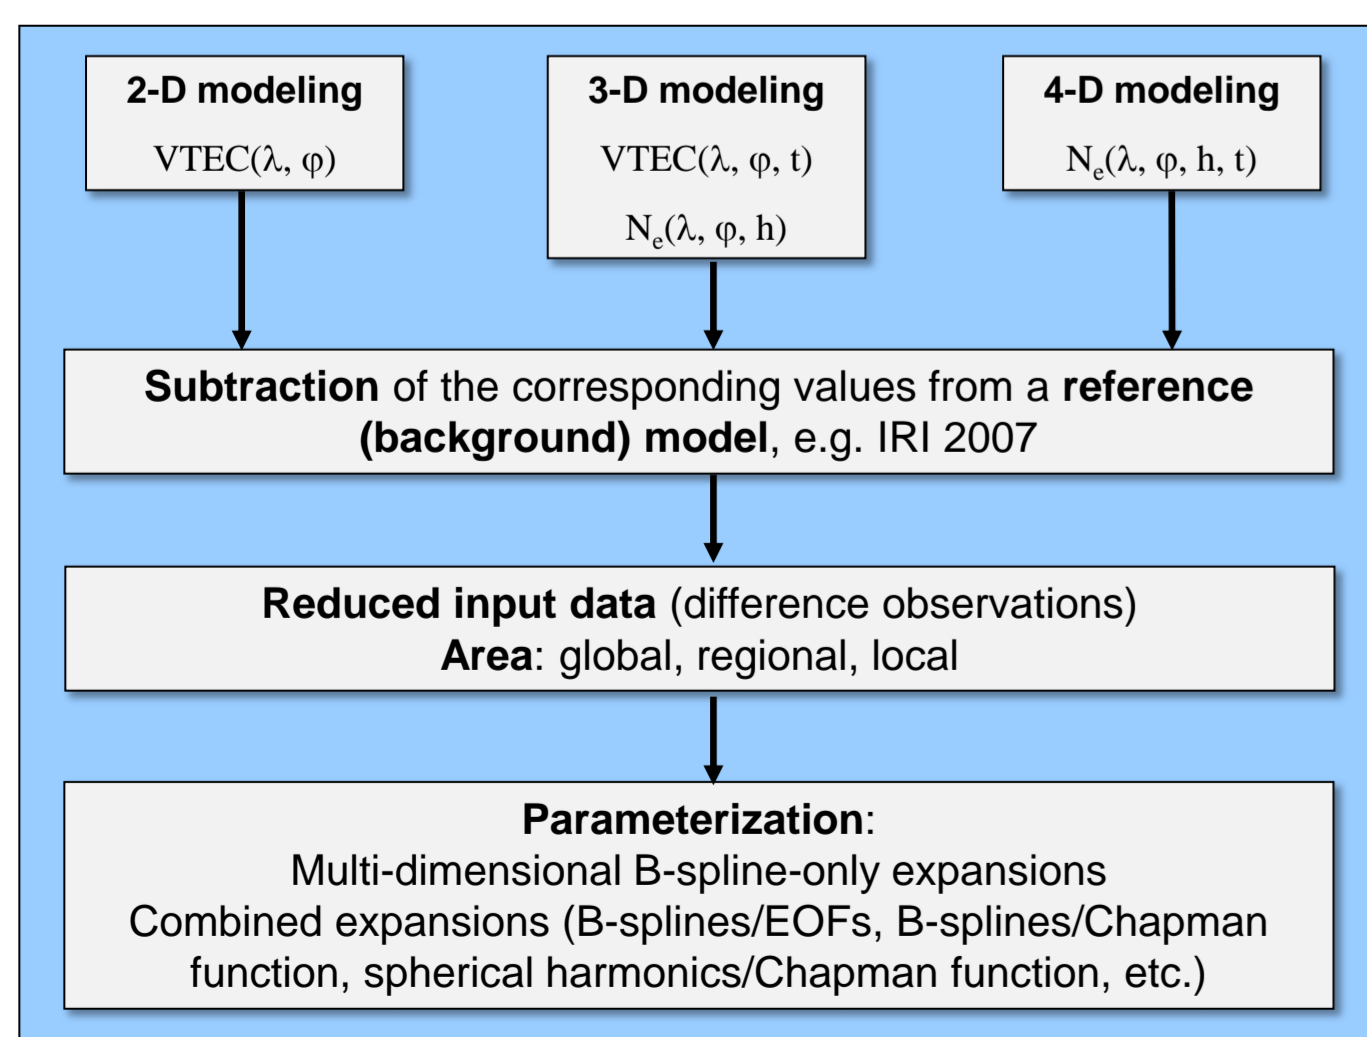 2-D modeling
VTEC(λ, φ)
3-D modeling
VTEC(λ, φ, t)
Nₑ(λ, φ, h)
4-D modeling
Nₑ(λ, φ, h, t)
Subtraction of the corresponding values from a reference
(background) model, e.g. IRI 2007
Reduced input data (difference observations)
Area: global, regional, local
Parameterization:
Multi-dimensional B-spline-only expansions
Combined expansions (B-splines/EOFs, B-splines/Chapman
function, spherical harmonics/Chapman function, etc.)